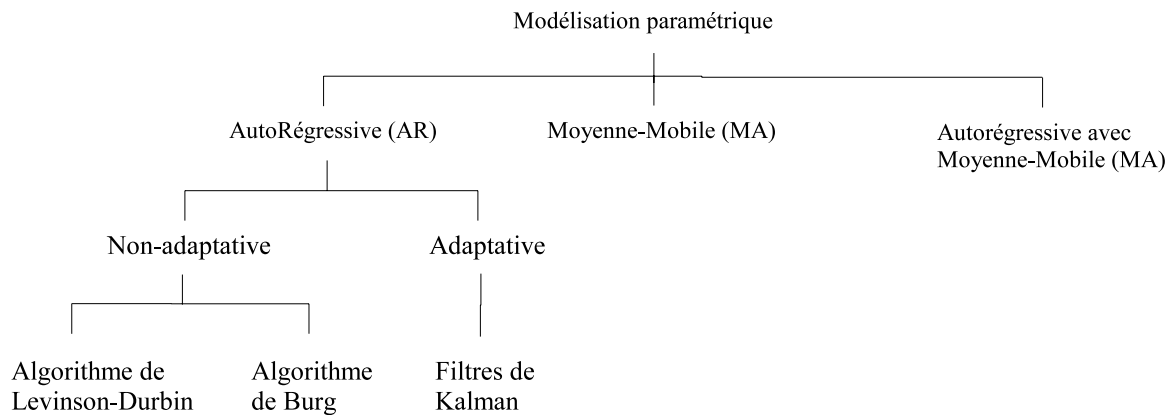 Modélisation paramétrique
AutoRégressive (AR)
Moyenne-Mobile (MA)
Autorégressive avec
Moyenne-Mobile (MA)
Non-adaptative
Adaptative
Algorithme de
Levinson-Durbin
Algorithme
de Burg
Filtres de
Kalman